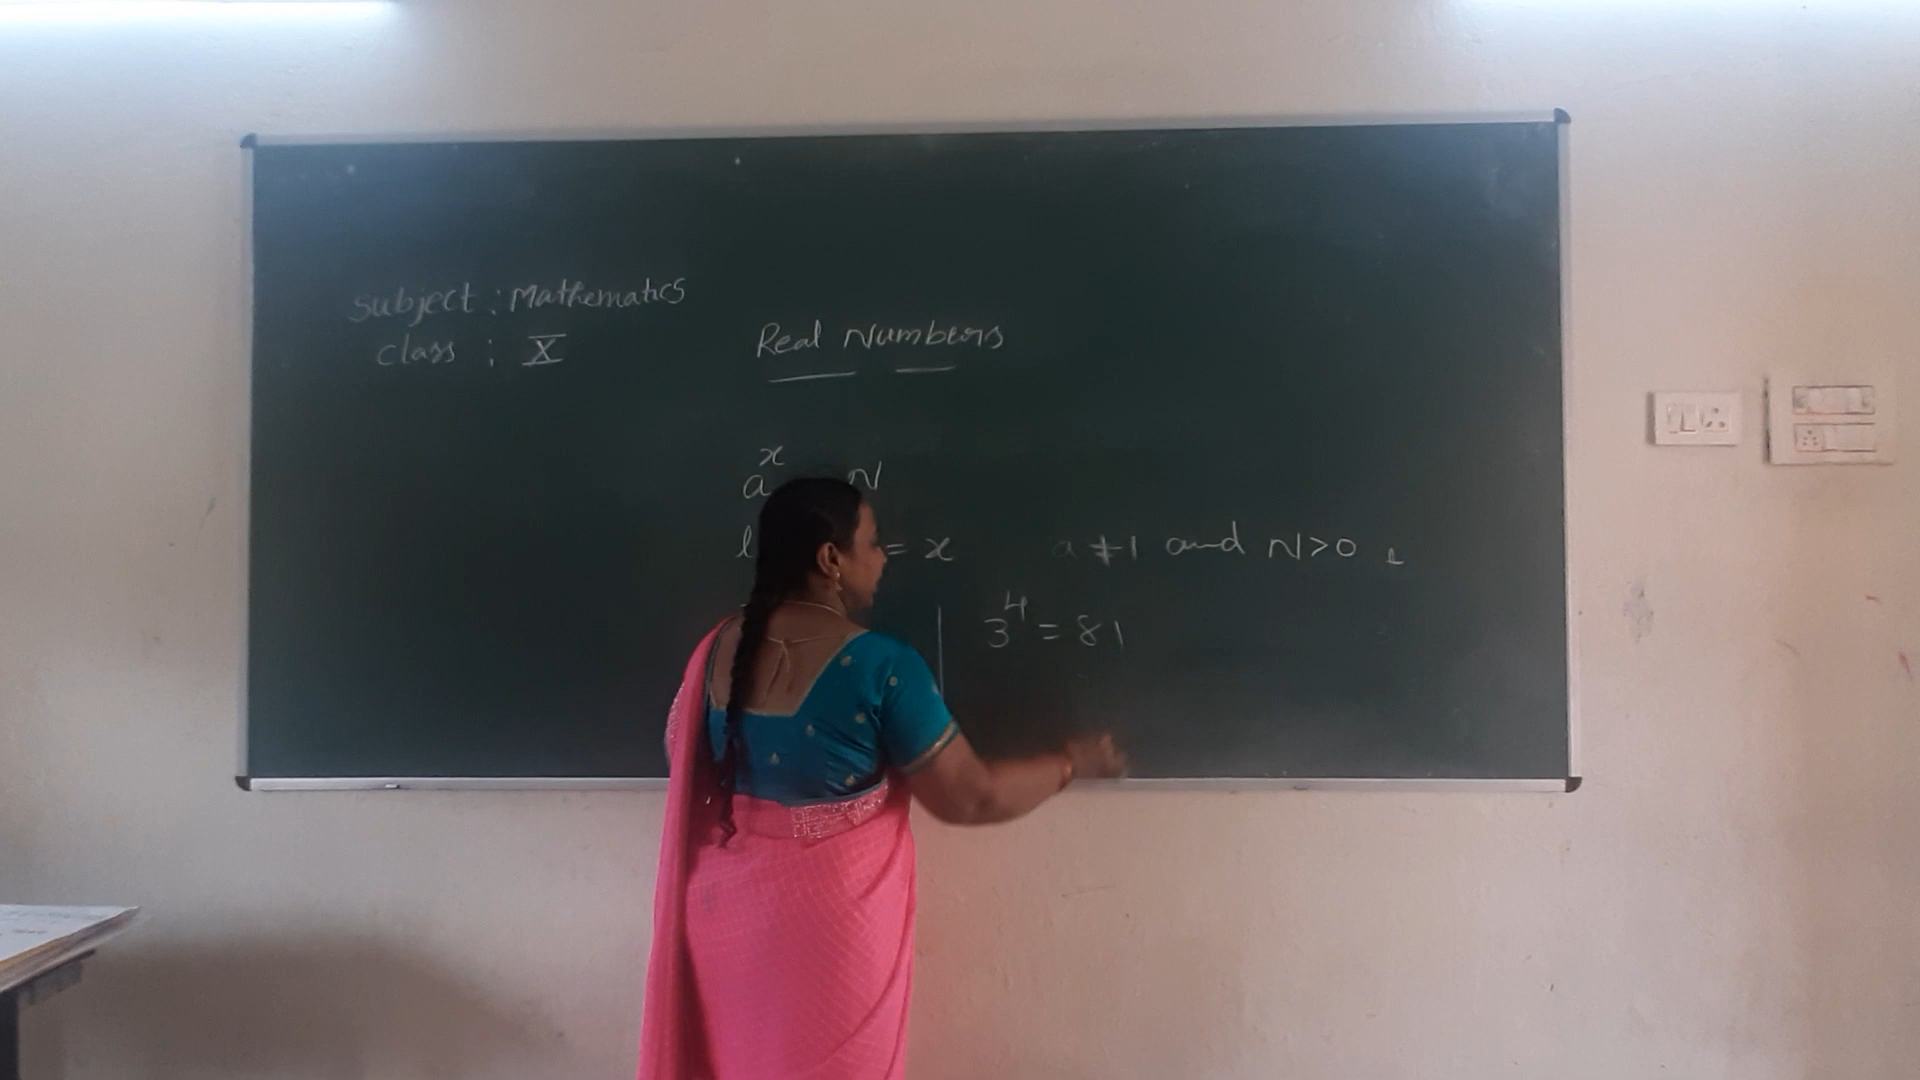 Subject : Mathematics
Class : X
Real Numbers
a^x N
= x a ≠ 1 and N > 0
3^4 = 81